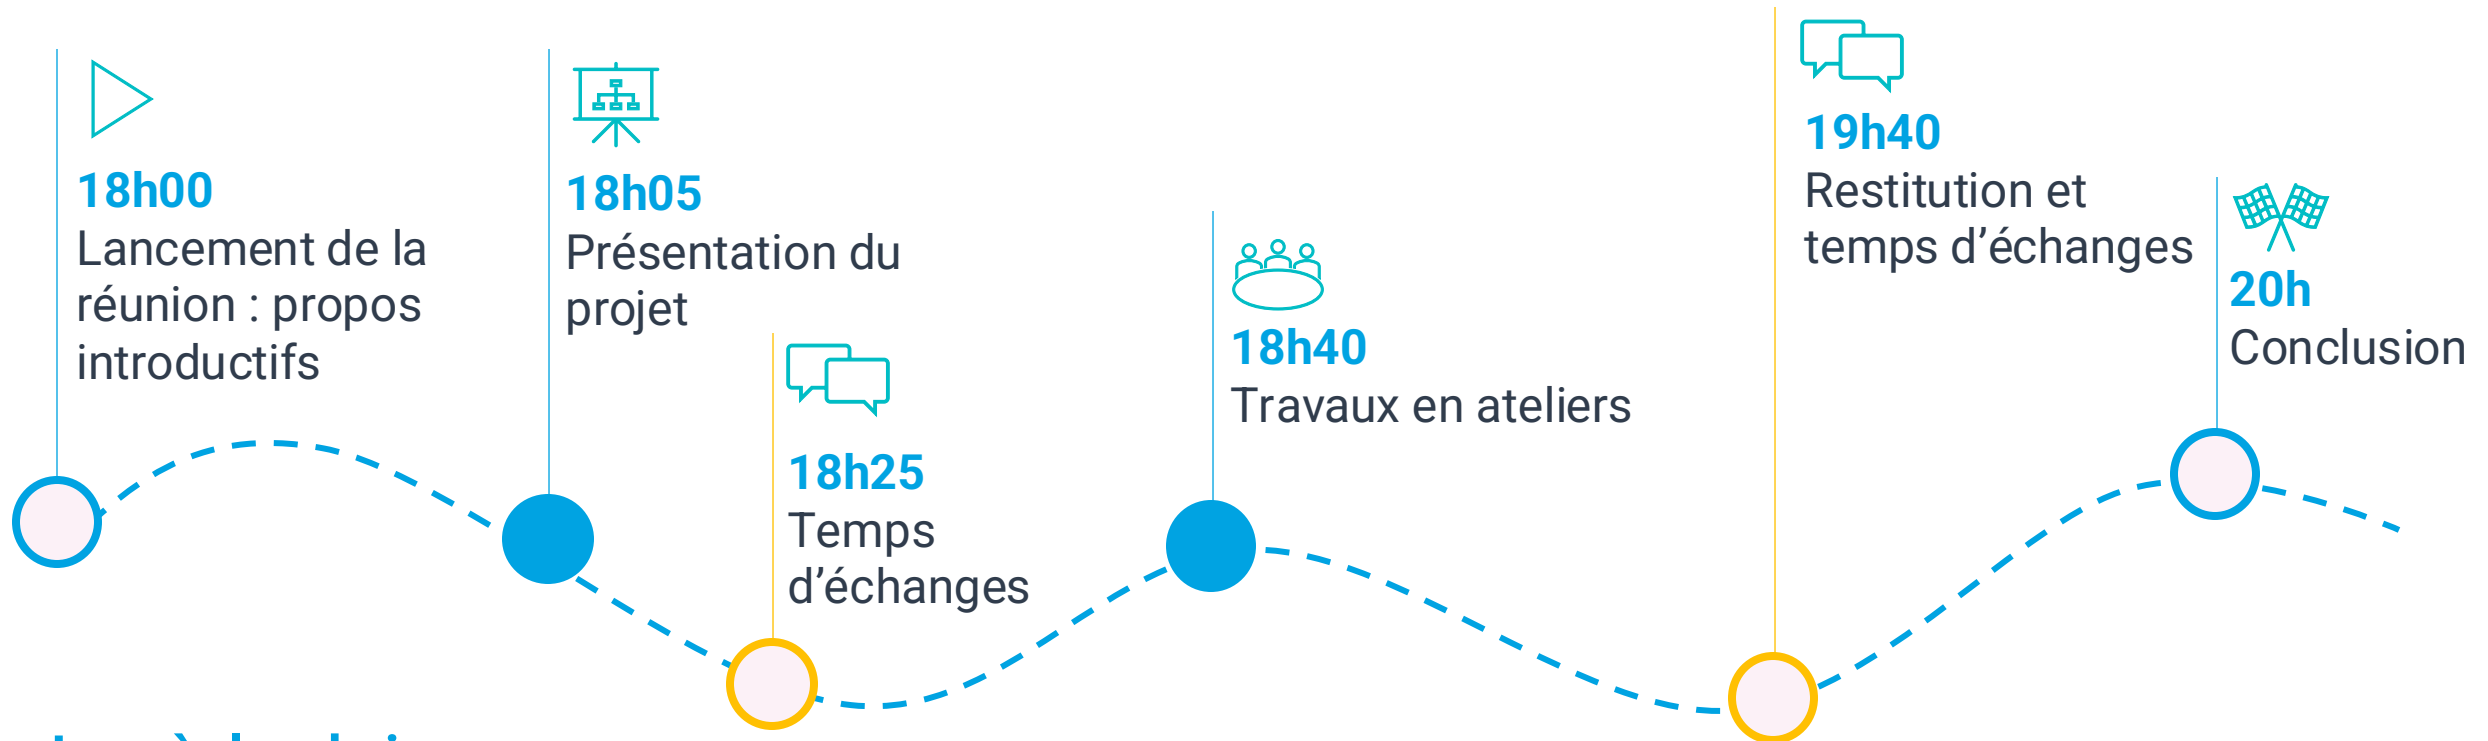 18h00
Lancement de la
réunion : propos
introductifs
18h05
Présentation du
projet
18h25
Temps
d’échanges
18h40
Travaux en ateliers
19h40
Restitution et
temps d’échanges
20h
Conclusion